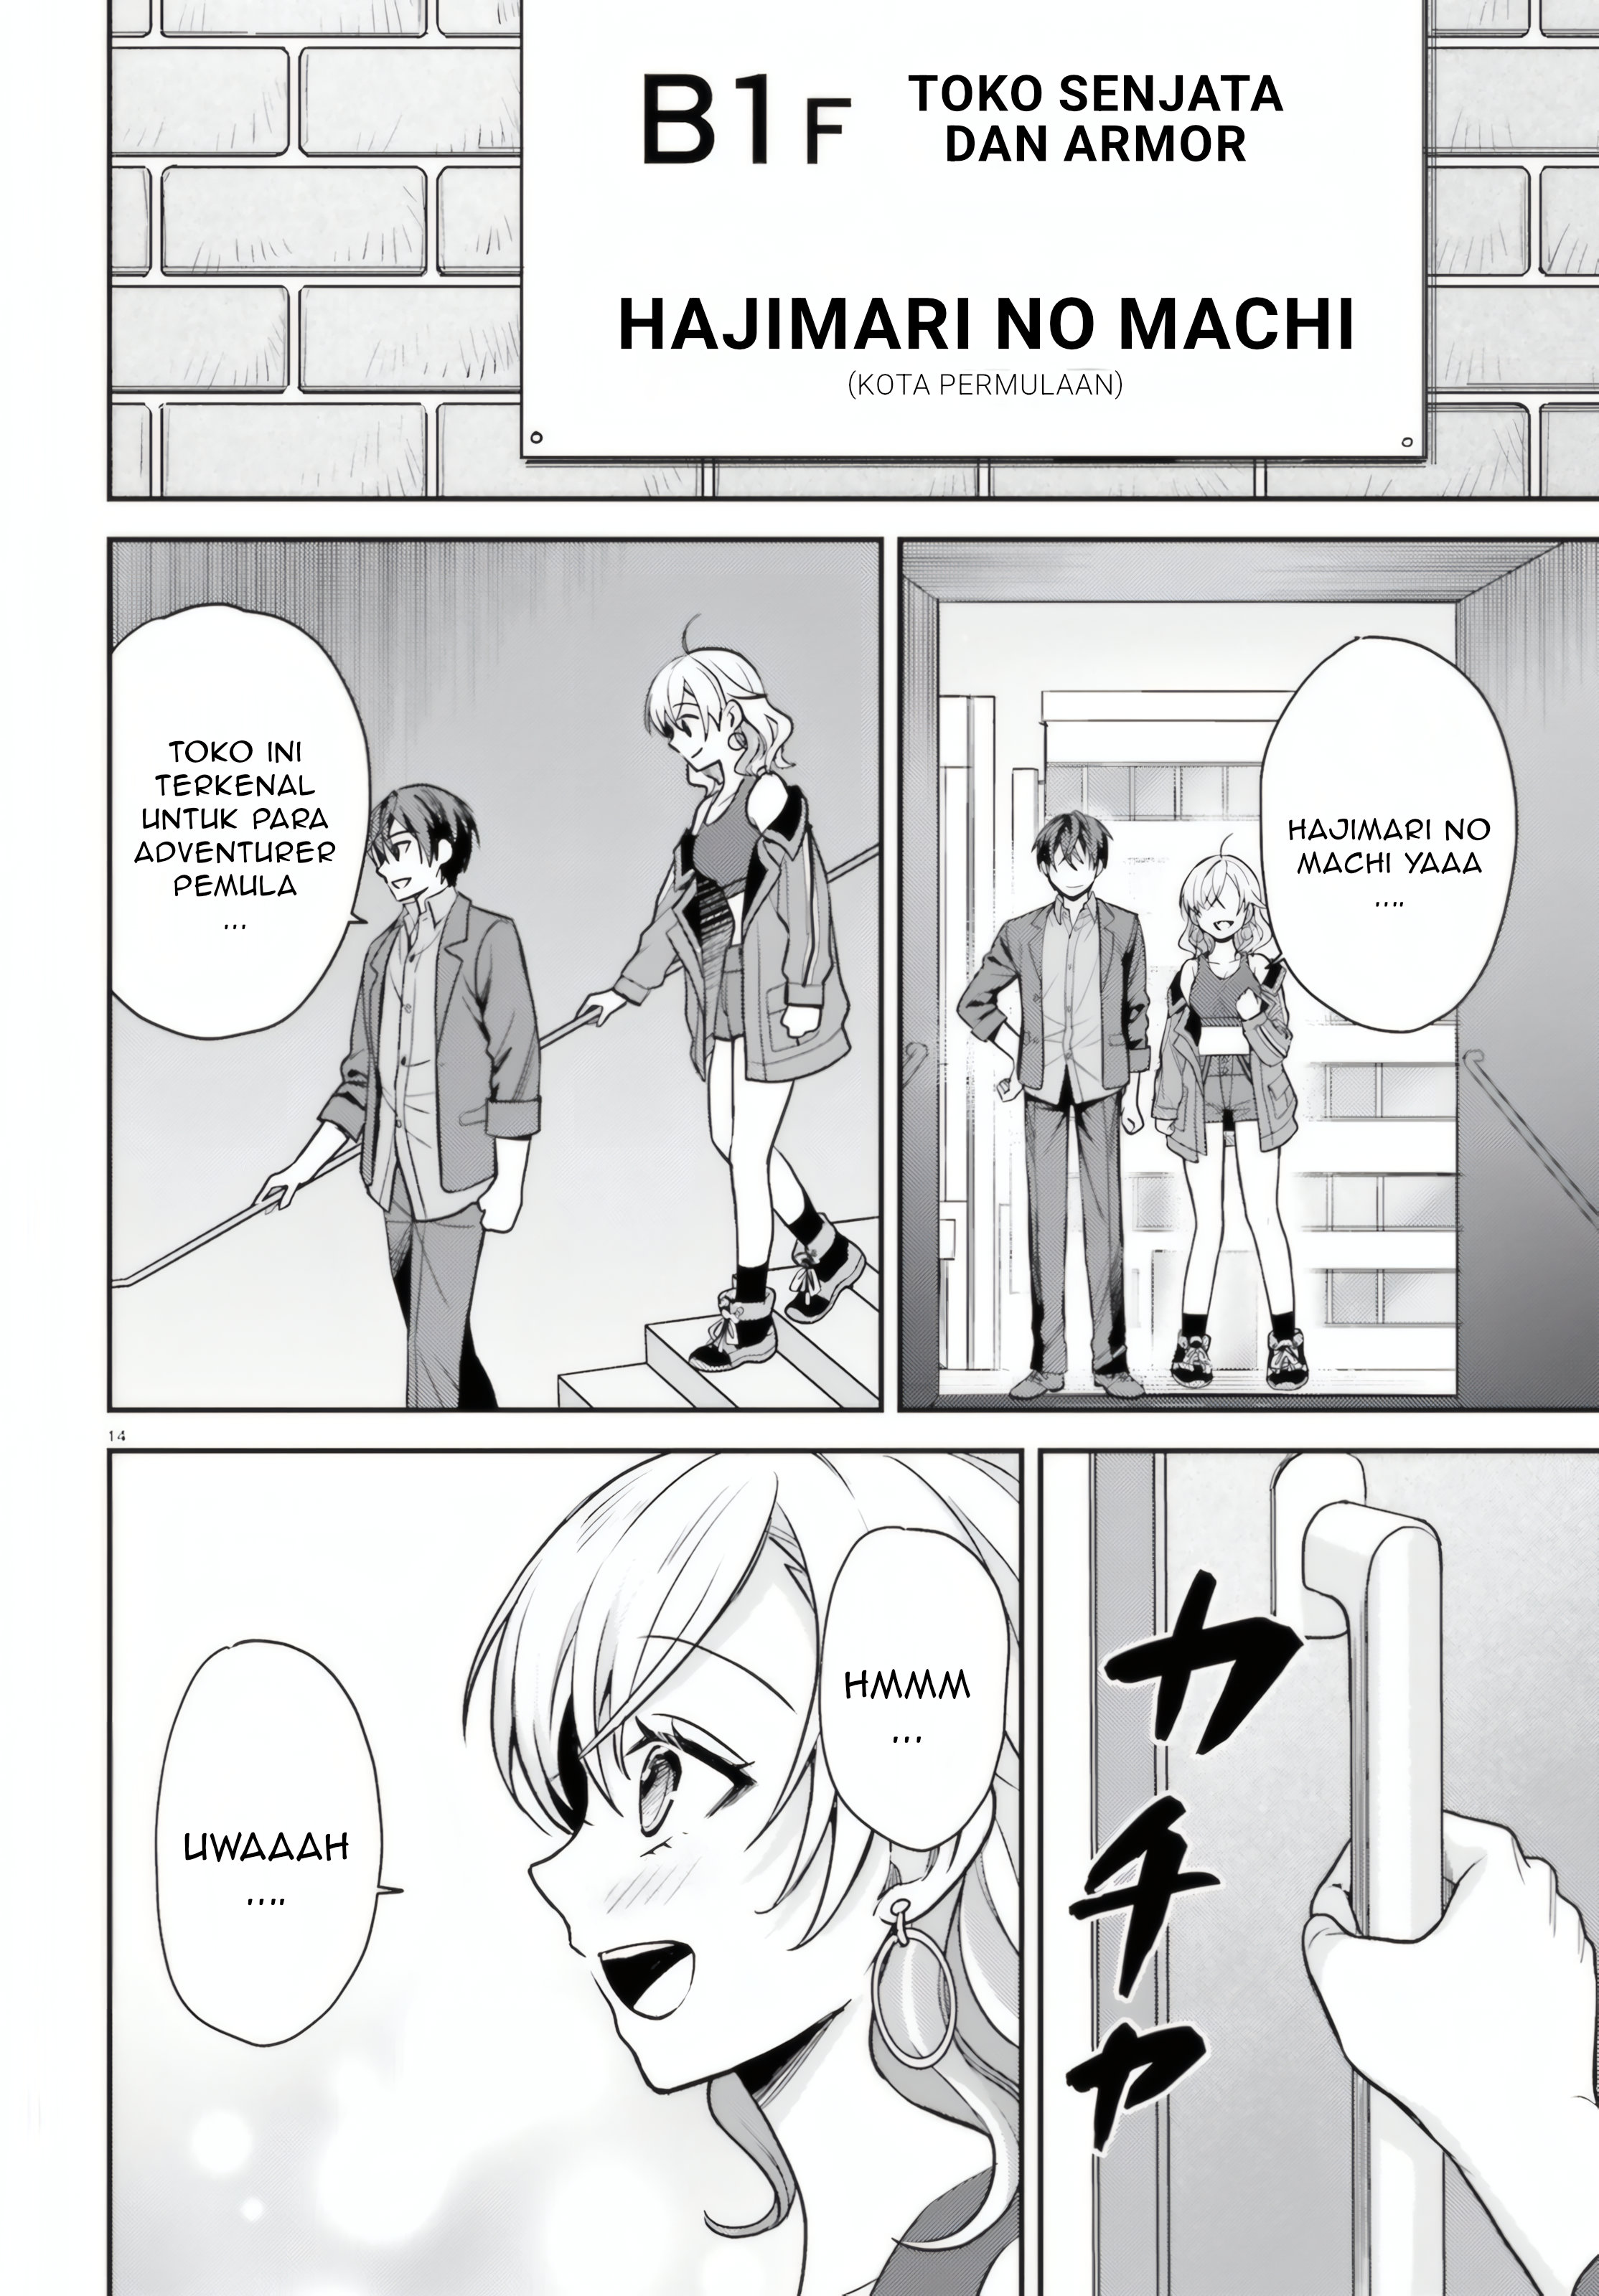 B1F
TOKO SENJATA
DAN ARMOR
HAJIMARI NO MACHI
(KOTA PERMULAAN)
HAJIMARI NO
MACHI YAAA
....
TOKO INI
TERKENAL
UNTUK PARA
ADVENTURER
PEMULA
...
14
カチャ
HMMM
...
UWAAAH
....